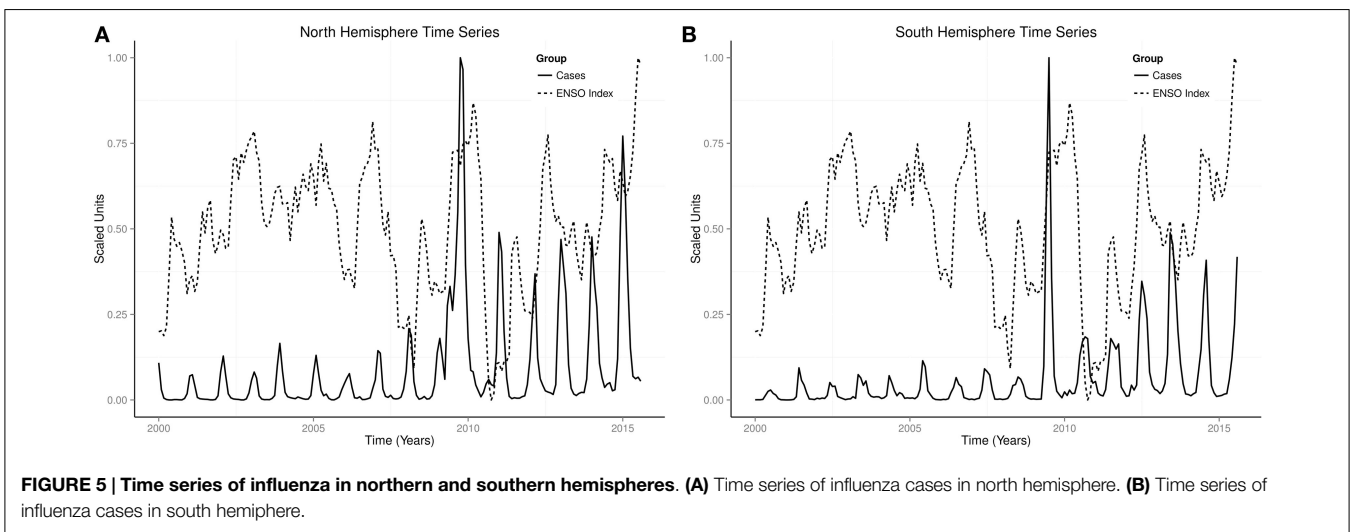 A
North Hemisphere Time Series
1.00
0.75
0.50
0.25
0.00
Scaled Units
Group
Cases
ENSO Index
2000
2005
2010
2015
Time (Years)
B
South Hemisphere Time Series
1.00
0.75
0.50
0.25
0.00
Scaled Units
Group
Cases
ENSO Index
2000
2005
2010
2015
Time (Years)
FIGURE 5 | Time series of influenza in northern and southern hemispheres. (A) Time series of influenza cases in north hemisphere. (B) Time series of
influenza cases in south hemiphere.